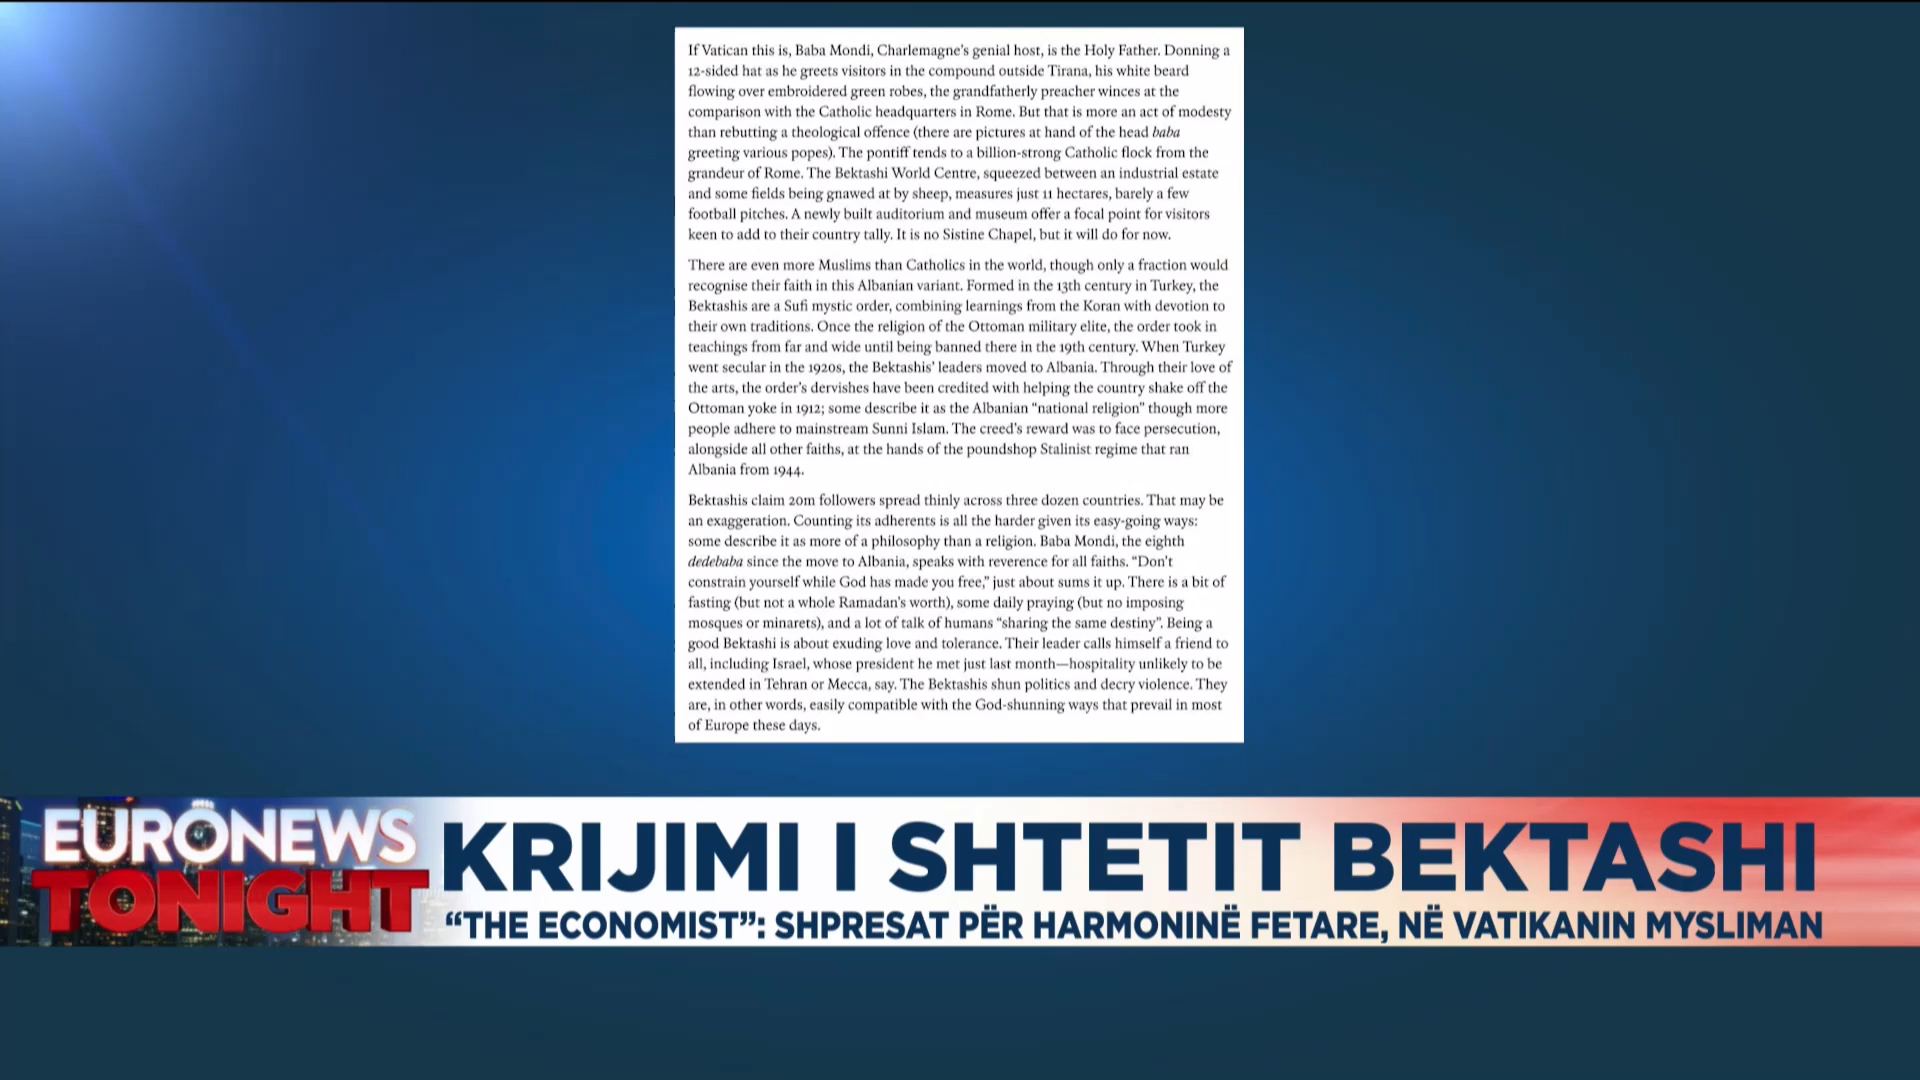 If Vatican this is, Baba Mondi, Charlemagne's genial host, is the Holy Father. Donning a
12-sided hat as he greets visitors in the compound outside Tirana, his white beard
flowing over embroidered green robes, the grandfatherly preacher winces at the
comparison with the Catholic headquarters in Rome. But that is more an act of modesty
than rebutting a theological offence (there are pictures at hand of the head baba
greeting various popes). The pontiff tends to a billion-strong Catholic flock from the
grandeur of Rome. The Bektashi World Centre, squeezed between an industrial estate
and some fields being gnawed at by sheep, measures just 11 hectares, barely a few
football pitches. A newly built auditorium and museum offer a focal point for visitors
keen to add to their country tally. It is no Sistine Chapel, but it will do for now.
There are even more Muslims than Catholics in the world, though only a fraction would
recognise their faith in this Albanian variant. Formed in the 13th century in Turkey, the
Bektashis are a Sufi mystic order, combining learnings from the Koran with devotion to
their own traditions. Once the religion of the Ottoman military elite, the order took in
teachings from far and wide until being banned there in the 19th century. When Turkey
went secular in the 1920s, the Bektashis' leaders moved to Albania. Through their love of
the arts, the order's dervishes have been credited with helping the country shake off the
Ottoman yoke in 1912; some describe it as the Albanian “national religion” though more
people adhere to mainstream Sunni Islam. The creed's reward was to face persecution,
alongside all other faiths, at the hands of the poundshop Stalinist regime that ran
Albania from 1944.
Bektashis claim 20m followers spread thinly across three dozen countries. That may be
an exaggeration. Counting its adherents is all the harder given its easy-going ways:
some describe it as more of a philosophy than a religion. Baba Mondi, the eighth
dedebaba since the move to Albania, speaks with reverence for all faiths. “Don't
constrain yourself while God has made you free,” just about sums it up. There is a bit of
fasting (but not a whole Ramadan's worth), some daily praying (but no imposing
mosques or minarets), and a lot of talk of humans “sharing the same destiny”. Being a
good Bektashi is about exuding love and tolerance. Their leader calls himself a friend to
all, including Israel, whose president he met just last month—hospitality unlikely to be
extended in Tehran or Mecca, say. The Bektashis shun politics and decry violence. They
are, in other words, easily compatible with the God-shunning ways that prevail in most
of Europe these days.
EURONEWS
TONIGHT
KRIJIMI I SHTETIT BEKTASHI
“THE ECONOMIST”: SHPRESAT PËR HARMONINË FETARE, NË VATIKANIN MYSLIMAN